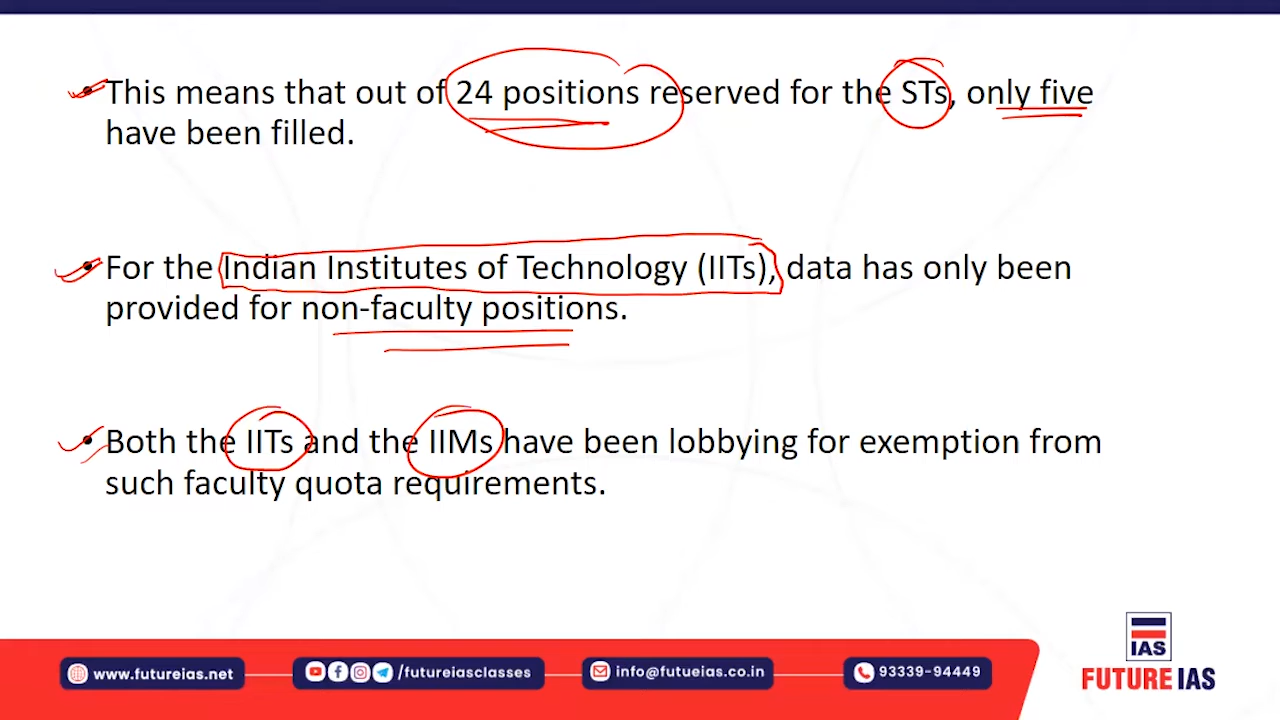 • This means that out of 24 positions reserved for the STs, only five
have been filled.
• For the Indian Institutes of Technology (IITs), data has only been
provided for non-faculty positions.
• Both the IITs and the IIMs have been lobbying for exemption from
such faculty quota requirements.
www.futureias.net
/futureiasclasses
info@futueias.co.in
93339-94449
IAS
FUTURE IAS